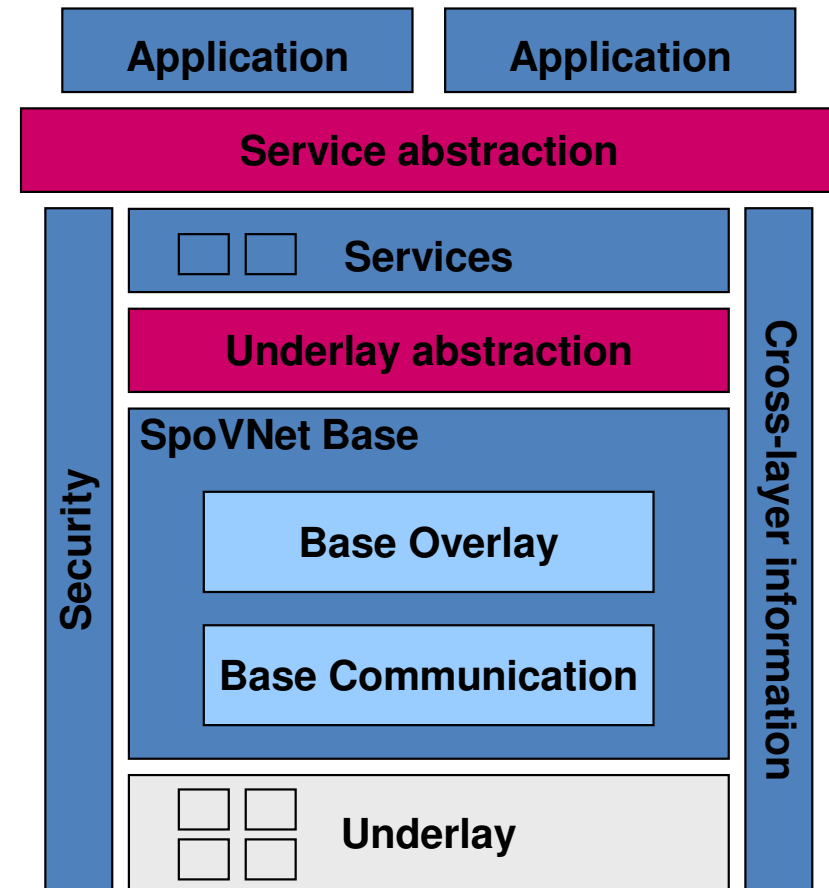 Application
Application
Service abstraction
Services
Underlay abstraction
SpoVNet Base
Base Overlay
Base Communication
Underlay
Security
Cross-layer information